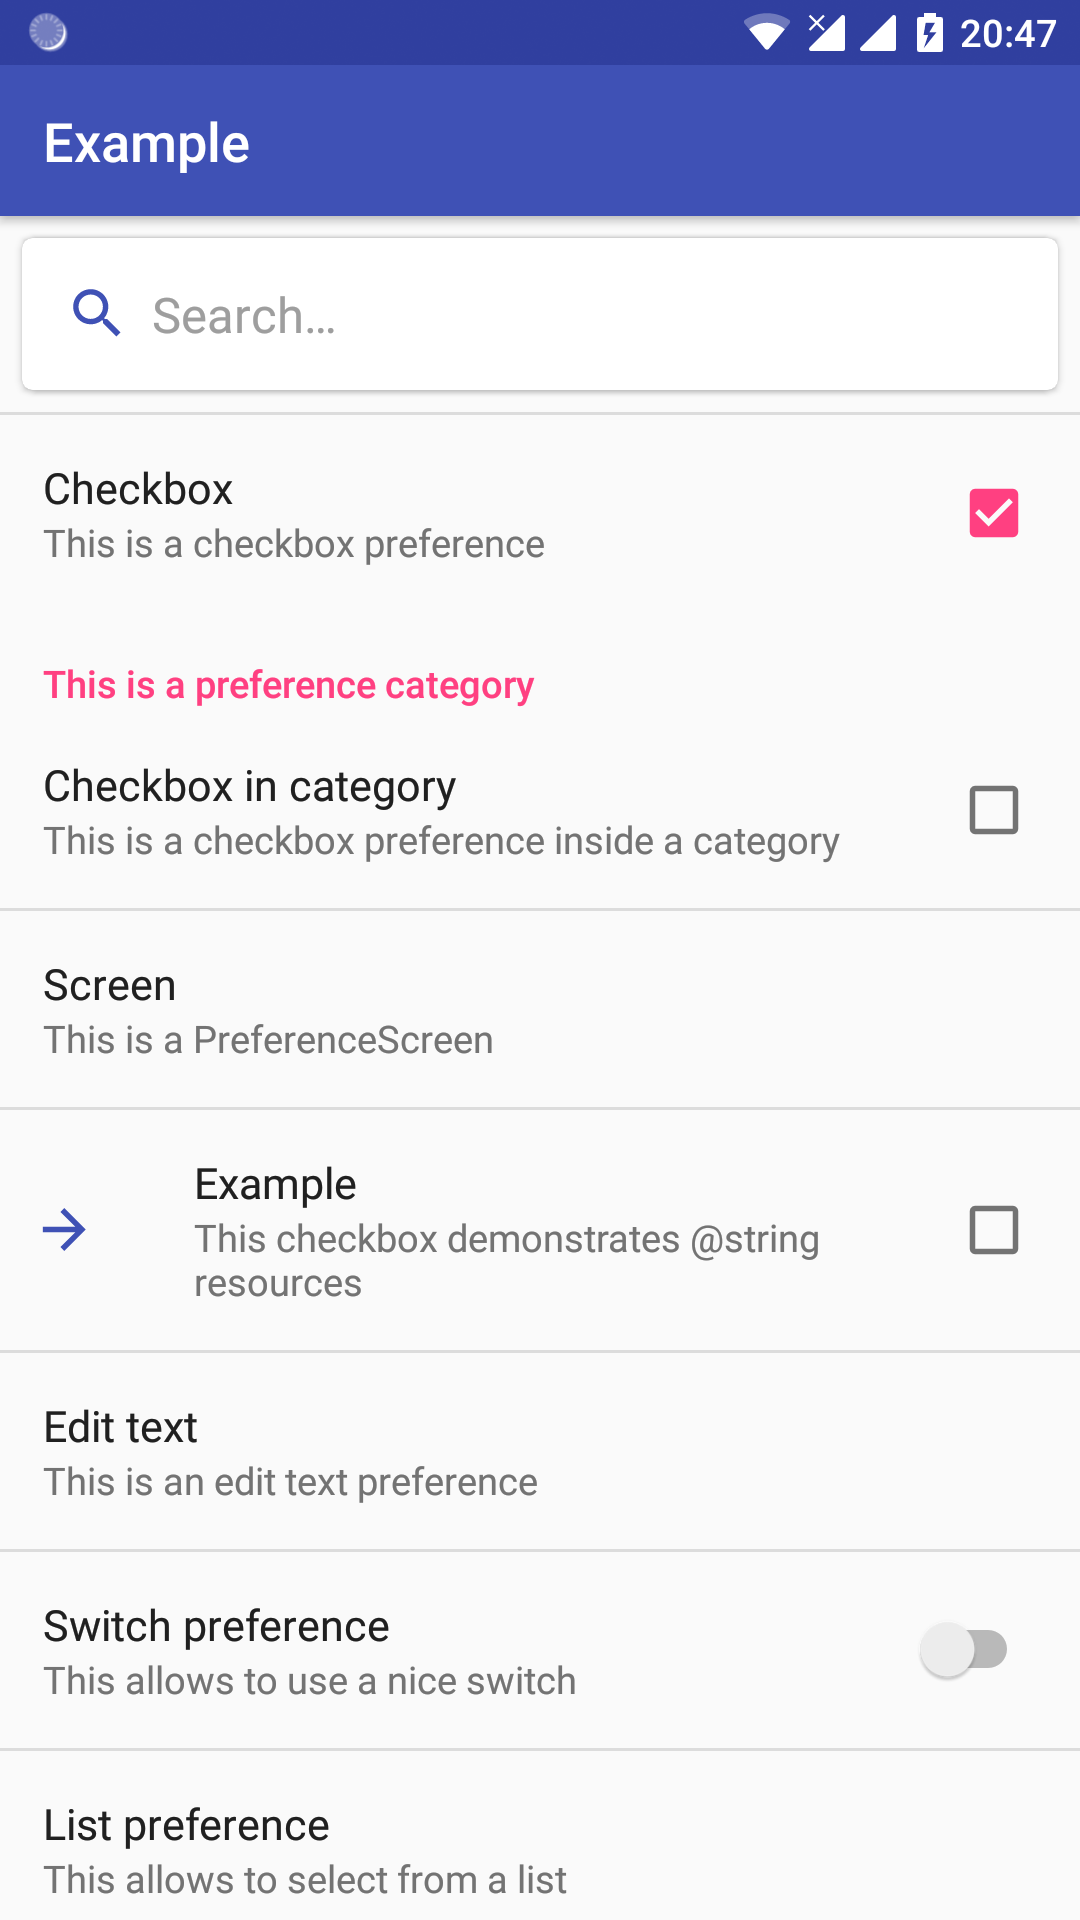 20:47
Example
Search…
Checkbox
This is a checkbox preference
This is a preference category
Checkbox in category
This is a checkbox preference inside a category
Screen
This is a PreferenceScreen
Example
This checkbox demonstrates @string
resources
Edit text
This is an edit text preference
Switch preference
This allows to use a nice switch
List preference
This allows to select from a list